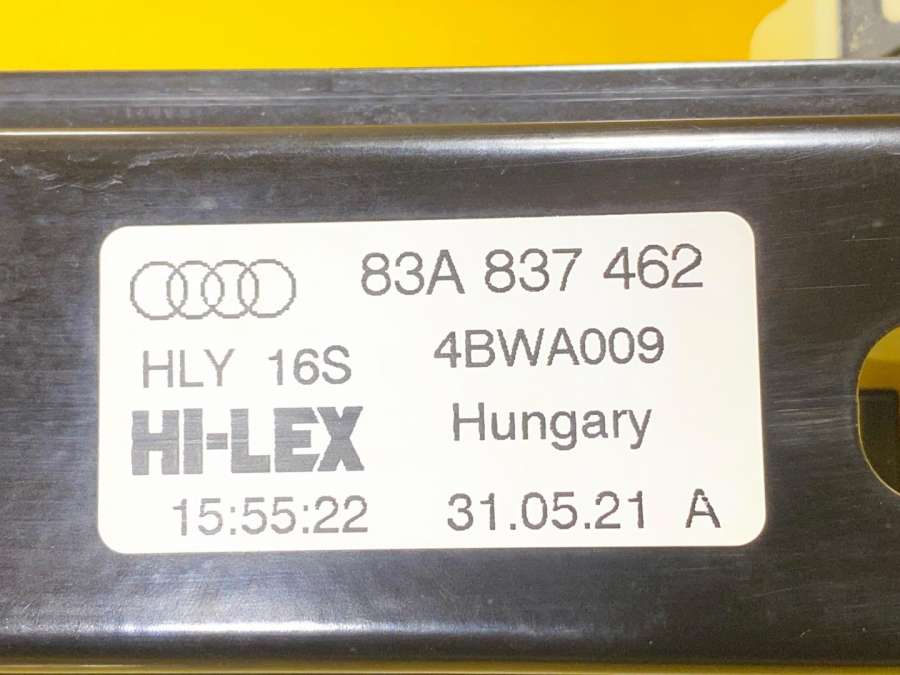 83A 837 462
HLY 16S 4BWA009
HI-LEX Hungary
15:55:22 31.05.21 A